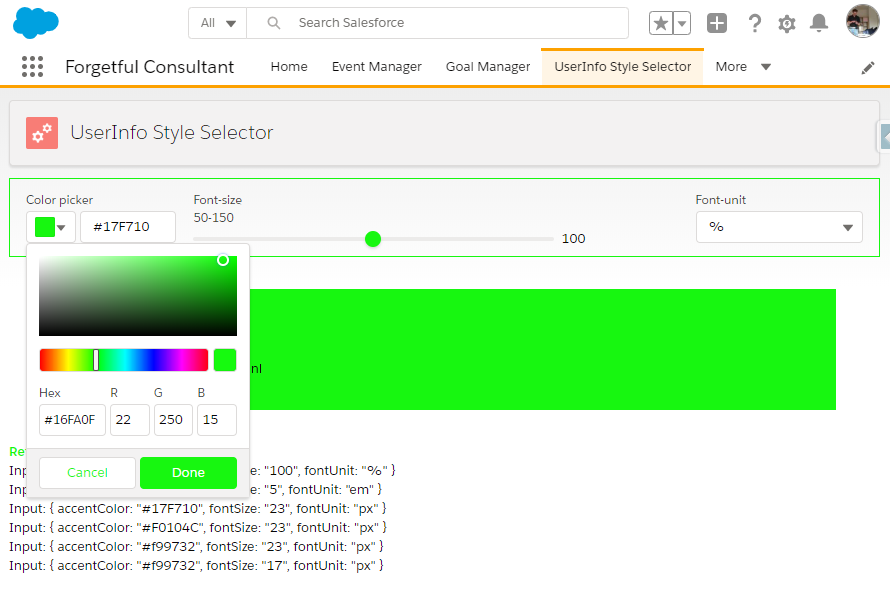 All
Search Salesforce
Forgetful Consultant
Home
Event Manager
Goal Manager
UserInfo Style Selector
More
UserInfo Style Selector
Color picker
Font-size
Font-unit
50-150
#17F710
100
%
nl
Hex
R
G
B
#16FA0F
22
250
15
Re
Cancel
Done
Inp
e: "100", fontUnit: "%" }
Inp
e: "5", fontUnit: "em" }
Input: { accentColor: "#17F710", fontSize: "23", fontUnit: "px" }
Input: { accentColor: "#F0104C", fontSize: "23", fontUnit: "px" }
Input: { accentColor: "#f99732", fontSize: "23", fontUnit: "px" }
Input: { accentColor: "#f99732", fontSize: "17", fontUnit: "px" }